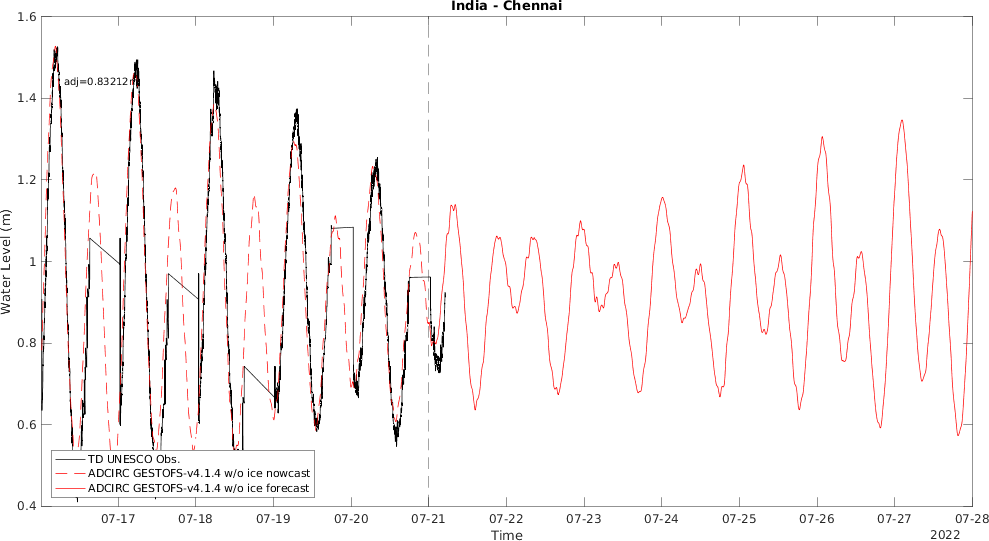 India - Chennai
1.6
1.4
1.2
1
0.8
0.6
0.4
Water Level (m)
adj=0.83212
TD UNESCO Obs.
ADCIRC GESTOFS-v4.1.4 w/o ice nowcast
ADCIRC GESTOFS-v4.1.4 w/o ice forecast
07-17 07-18 07-19 07-20 07-21 07-22 07-23 07-24 07-25 07-26 07-27 07-28
Time
2022